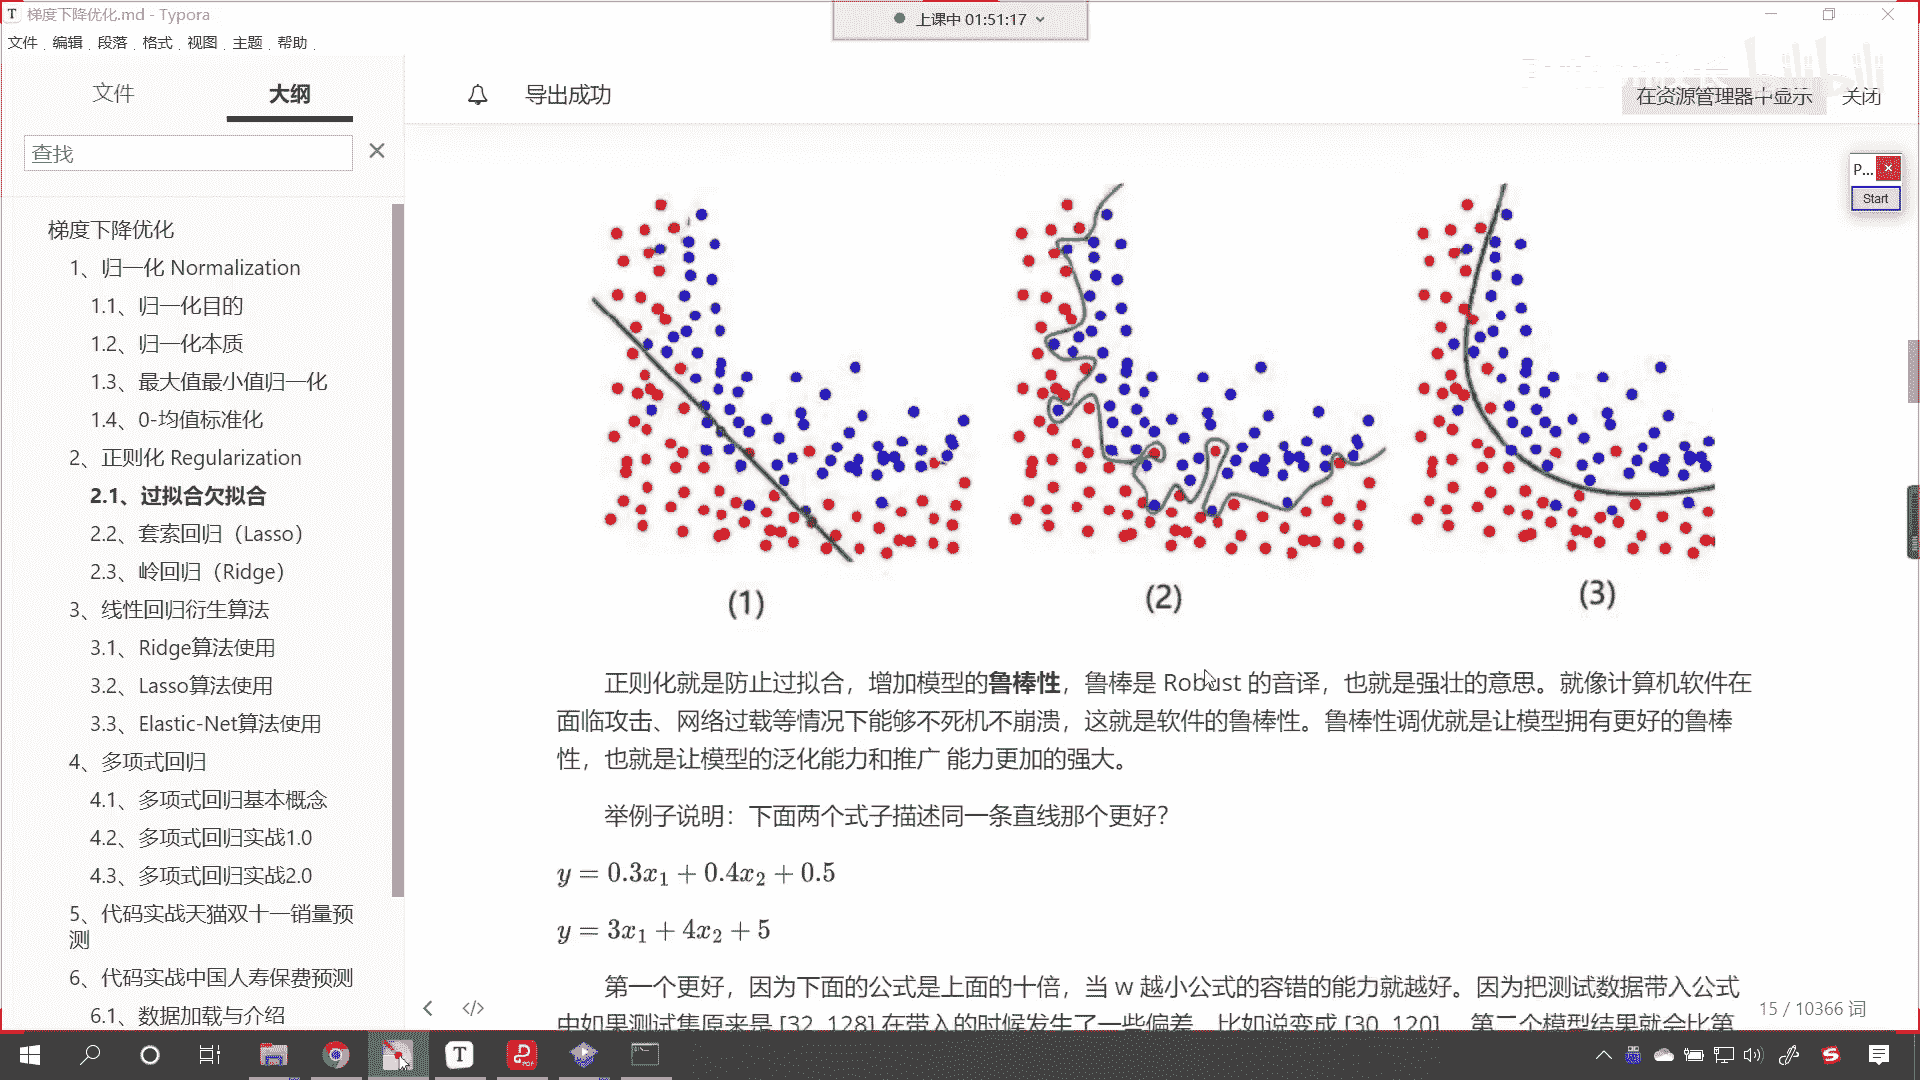 梯度下降优化.md - Typora
上课中 01:51:17
文件 编辑 段落 格式 视图 主题 帮助
文件 大纲
导出成功
在资源管理器中显示 关闭
查找
P...
Start
梯度下降优化
1、归一化 Normalization
1.1、归一化目的
1.2、归一化本质
1.3、最大值最小值归一化
1.4、0-均值标准化
2、正则化 Regularization
2.1、过拟合欠拟合
2.2、套索回归（Lasso）
2.3、岭回归（Ridge）
3、线性回归衍生算法
3.1、Ridge算法使用
3.2、Lasso算法使用
3.3、Elastic-Net算法使用
4、多项式回归
4.1、多项式回归基本概念
4.2、多项式回归实战1.0
4.3、多项式回归实战2.0
5、代码实战天猫双十一销量预
测
6、代码实战中国人寿保费预测
6.1、数据加载与介绍
(1) (2) (3)
正则化就是防止过拟合，增加模型的鲁棒性，鲁棒是 Robust 的音译，也就是强壮的意思。就像计算机软件在
面临攻击、网络过载等情况下能够不死机不崩溃，这就是软件的鲁棒性。鲁棒性调优就是让模型拥有更好的鲁棒
性，也就是让模型的泛化能力和推广 能力更加的强大。
举例子说明：下面两个式子描述同一条直线那个更好？
y = 0.3x₁ + 0.4x₂ + 0.5
y = 3x₁ + 4x₂ + 5
第一个更好，因为下面的公式是上面的十倍，当 w 越小公式的容错的能力就越好。因为把测试数据带入公式
中如果测试集原来是 [32, 128] 在带入的时候发生了一些偏差，比如说变成 [30, 120] ，第二个模型结果就会比第
15 / 10366 词